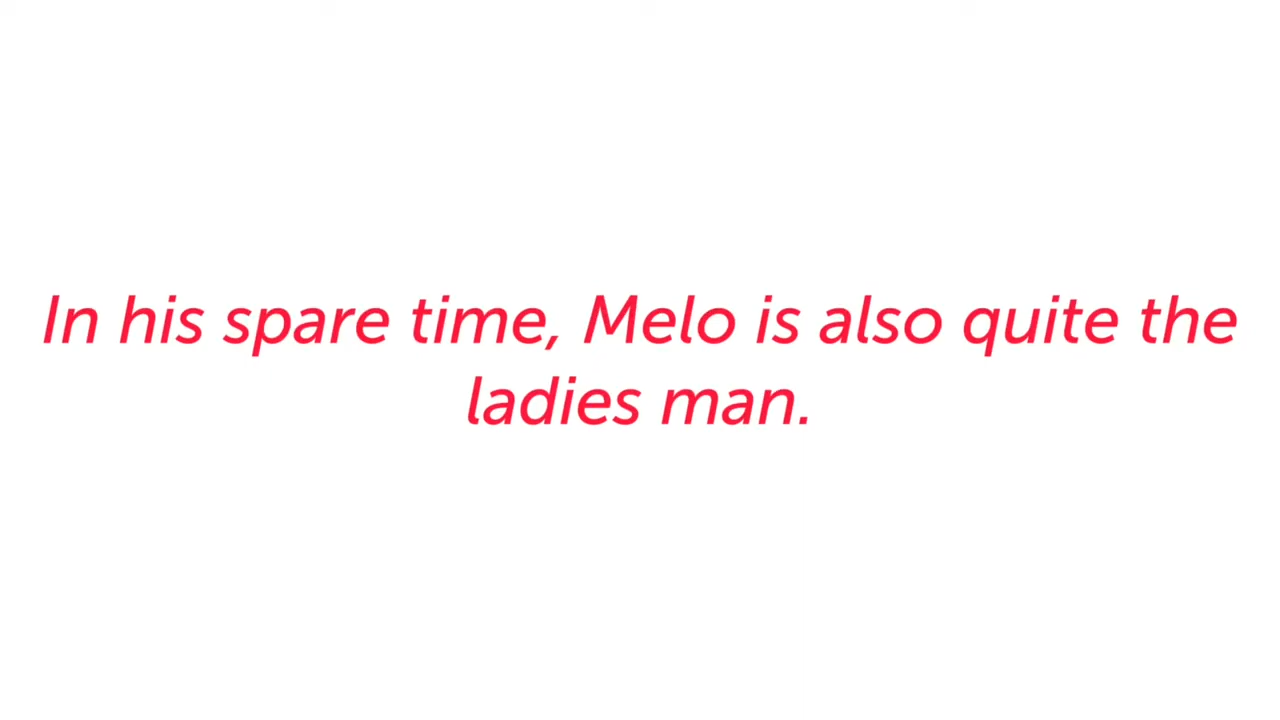 In his spare time, Melo is also quite the
ladies man.